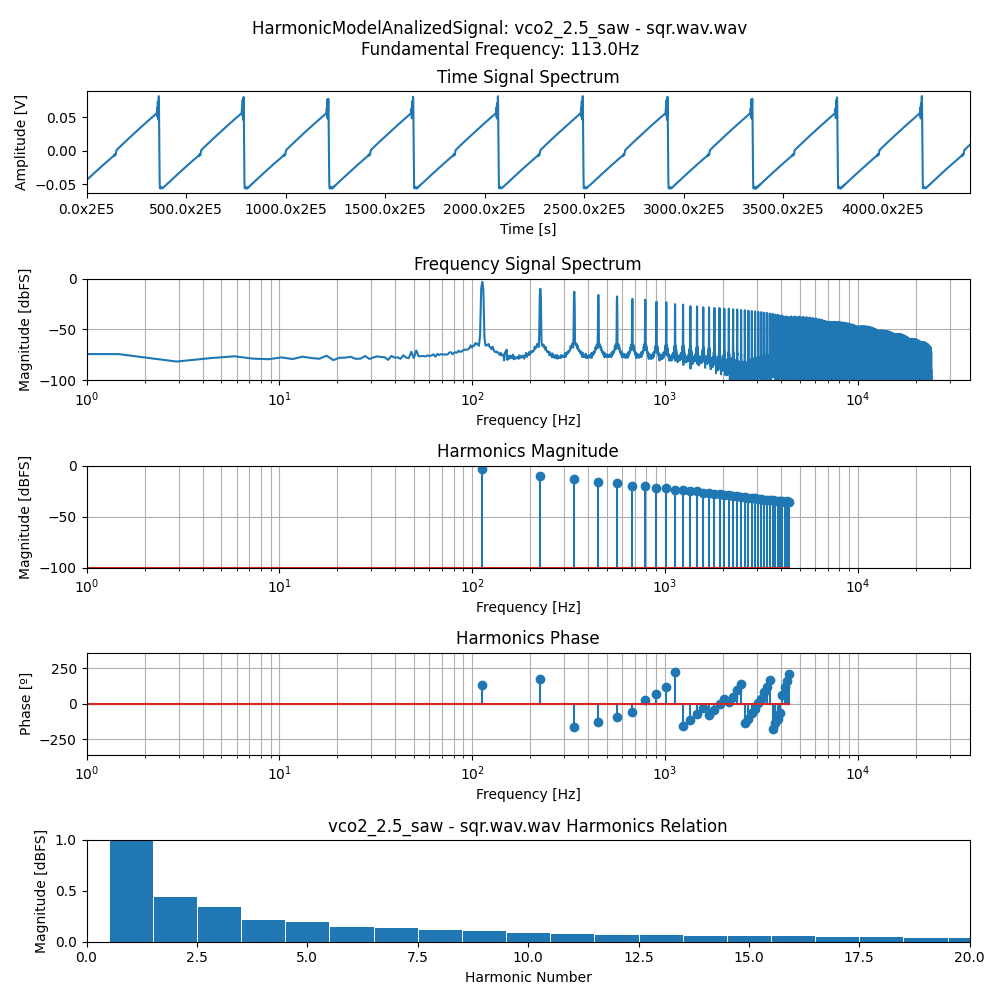 HarmonicModelAnalizedSignal: vco2_2.5_saw - sqr.wav.wav
Fundamental Frequency: 113.0Hz
Time Signal Spectrum
Amplitude [V]
0.05
0.00
−0.05
0.0x2E5 500.0x2E5 1000.0x2E5 1500.0x2E5 2000.0x2E5 2500.0x2E5 3000.0x2E5 3500.0x2E5 4000.0x2E5
Time [s]
Frequency Signal Spectrum
Magnitude [dbFS]
0
−50
−100
10^0 10^1 10^2 10^3 10^4
Frequency [Hz]
Harmonics Magnitude
Magnitude [dBFS]
0
−50
−100
10^0 10^1 10^2 10^3 10^4
Frequency [Hz]
Harmonics Phase
Phase [º]
250
0
−250
10^0 10^1 10^2 10^3 10^4
Frequency [Hz]
vco2_2.5_saw - sqr.wav.wav Harmonics Relation
Magnitude [dBFS]
1.0
0.5
0.0
0.0 2.5 5.0 7.5 10.0 12.5 15.0 17.5 20.0
Harmonic Number